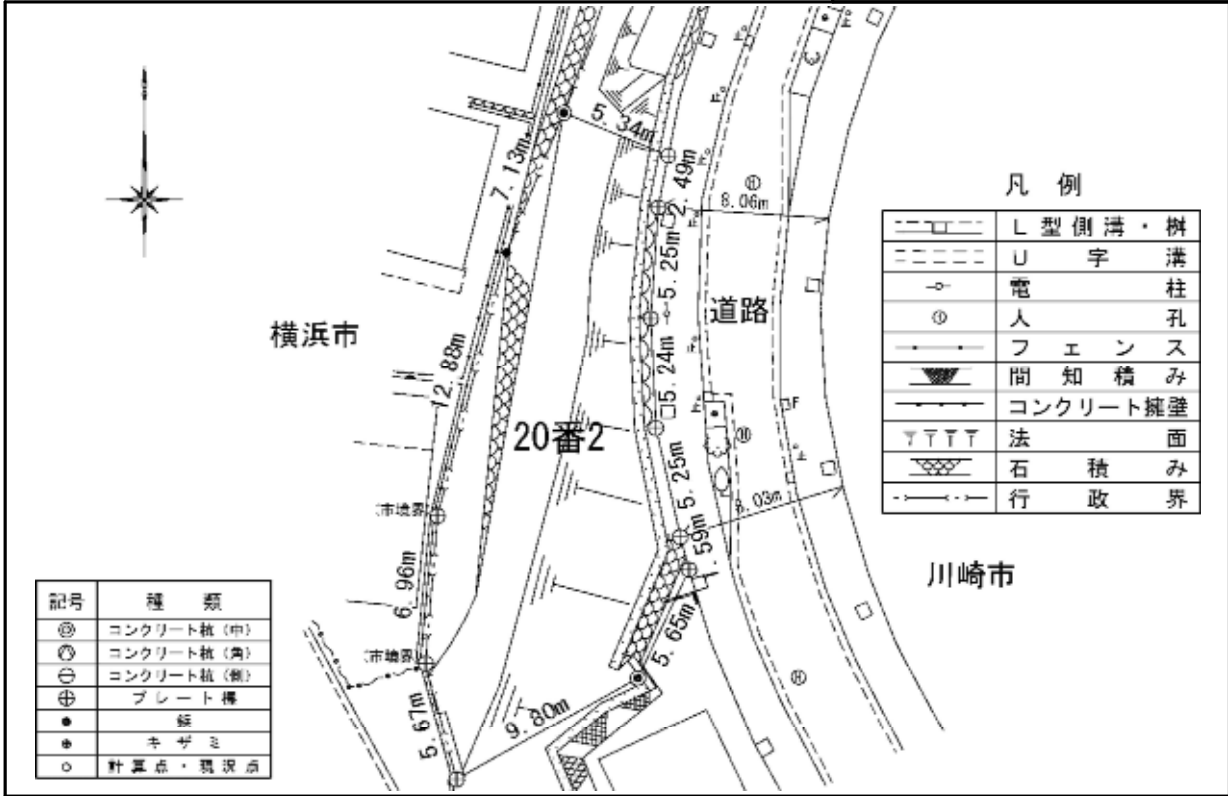 5.34m
7.13m
2.49m
8.06m
凡 例
L型側溝・桝
U字溝
5.25m
道路
電柱
人孔
横浜市
フェンス
間知積み
12.88m
5.24m
コンクリート擁壁
法面
20番2
石積み
5.25m
8.03m
行政界
(市境界)
59m
川崎市
6.96m
記号 種類
コンクリート杭(中)
コンクリート杭(角)
5.65m
(市境界)
コンクリート杭(側)
プレート標
鋲
9.80m
5.67m
キザミ
計算点・現況点